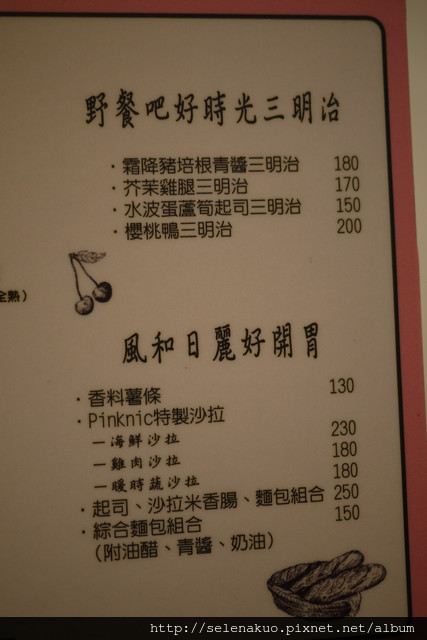 野餐吧好時光三明治
·霜降豬培根青醬三明治 180
·芥茉雞腿三明治 170
·水波蛋蘆筍起司三明治 150
·櫻桃鴨三明治 200
全熟）
風和日麗好開胃
·香料薯條 130
·Pinknic特製沙拉
－海鮮沙拉 230
－雞肉沙拉 180
－暖時蔬沙拉 180
·起司、沙拉米香腸、麵包組合 250
·綜合麵包組合 150
（附油醋、青醬、奶油）
http://selenakuo.pixnet.net/album